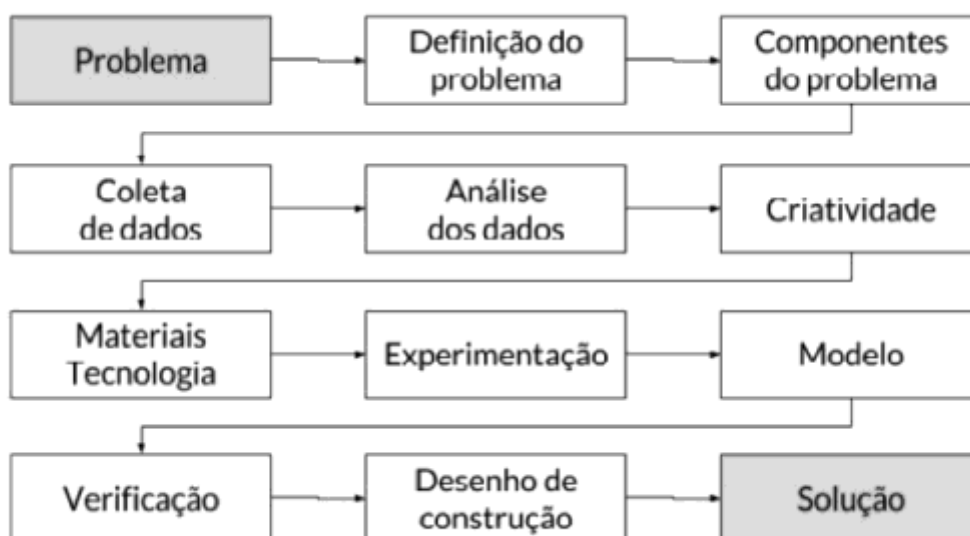 Problema
Definição do
problema
Componentes
do problema
Coleta
de dados
Análise
dos dados
Criatividade
Materiais
Tecnologia
Experimentação
Modelo
Verificação
Desenho de
construção
Solução